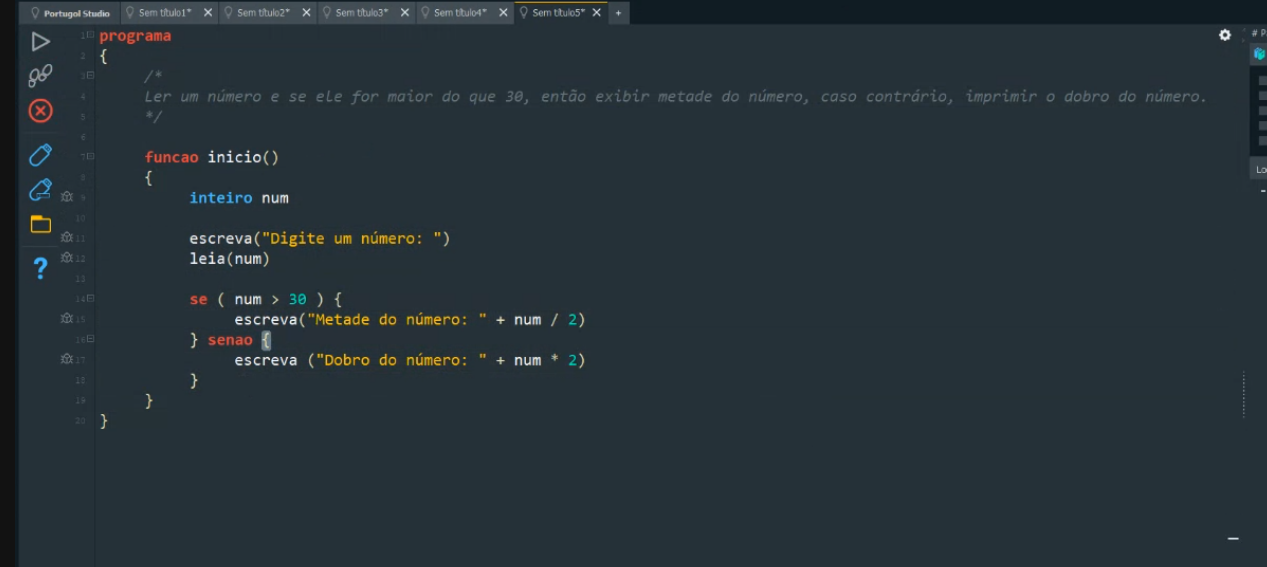 Portugol Studio Sem título1* Sem título2* Sem título3* Sem título4* Sem título5* +
1 programa
2 {
3 /*
4 Ler um número e se ele for maior do que 30, então exibir metade do número, caso contrário, imprimir o dobro do número.
5 */
6
7 funcao inicio()
8 {
9 inteiro num
10
11 escreva("Digite um número: ")
12 leia(num)
13
14 se ( num > 30 ) {
15 escreva("Metade do número: " + num / 2)
16 } senao {
17 escreva ("Dobro do número: " + num * 2)
18 }
19 }
20 }
# P
Lo
?